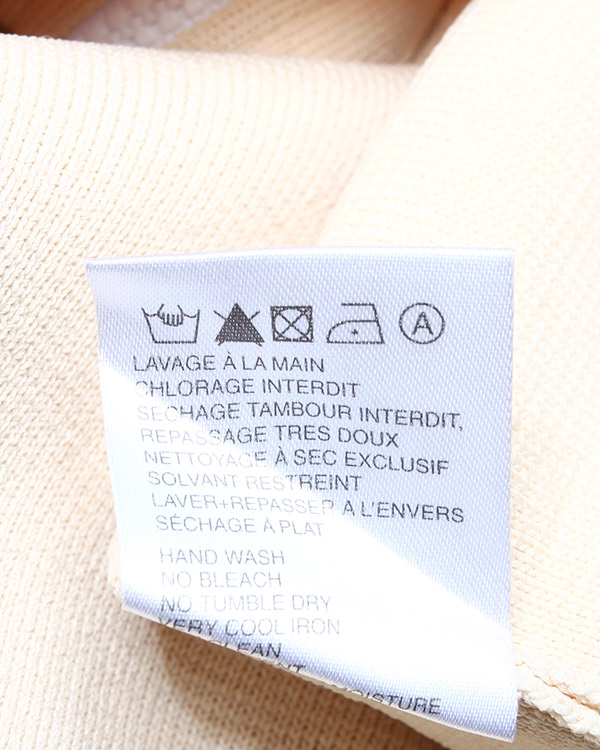 A
LAVAGE À LA MAIN
CHLORAGE INTERDIT
SÉCHAGE TAMBOUR INTERDIT,
REPASSAGE TRES DOUX
NETTOYAGE À SEC EXCLUSIF
SOLVANT RESTREINT
LAVER+REPASSER A L'ENVERS
SÉCHAGE À PLAT
HAND WASH
NO BLEACH
NO TUMBLE DRY
VERY COOL IRON